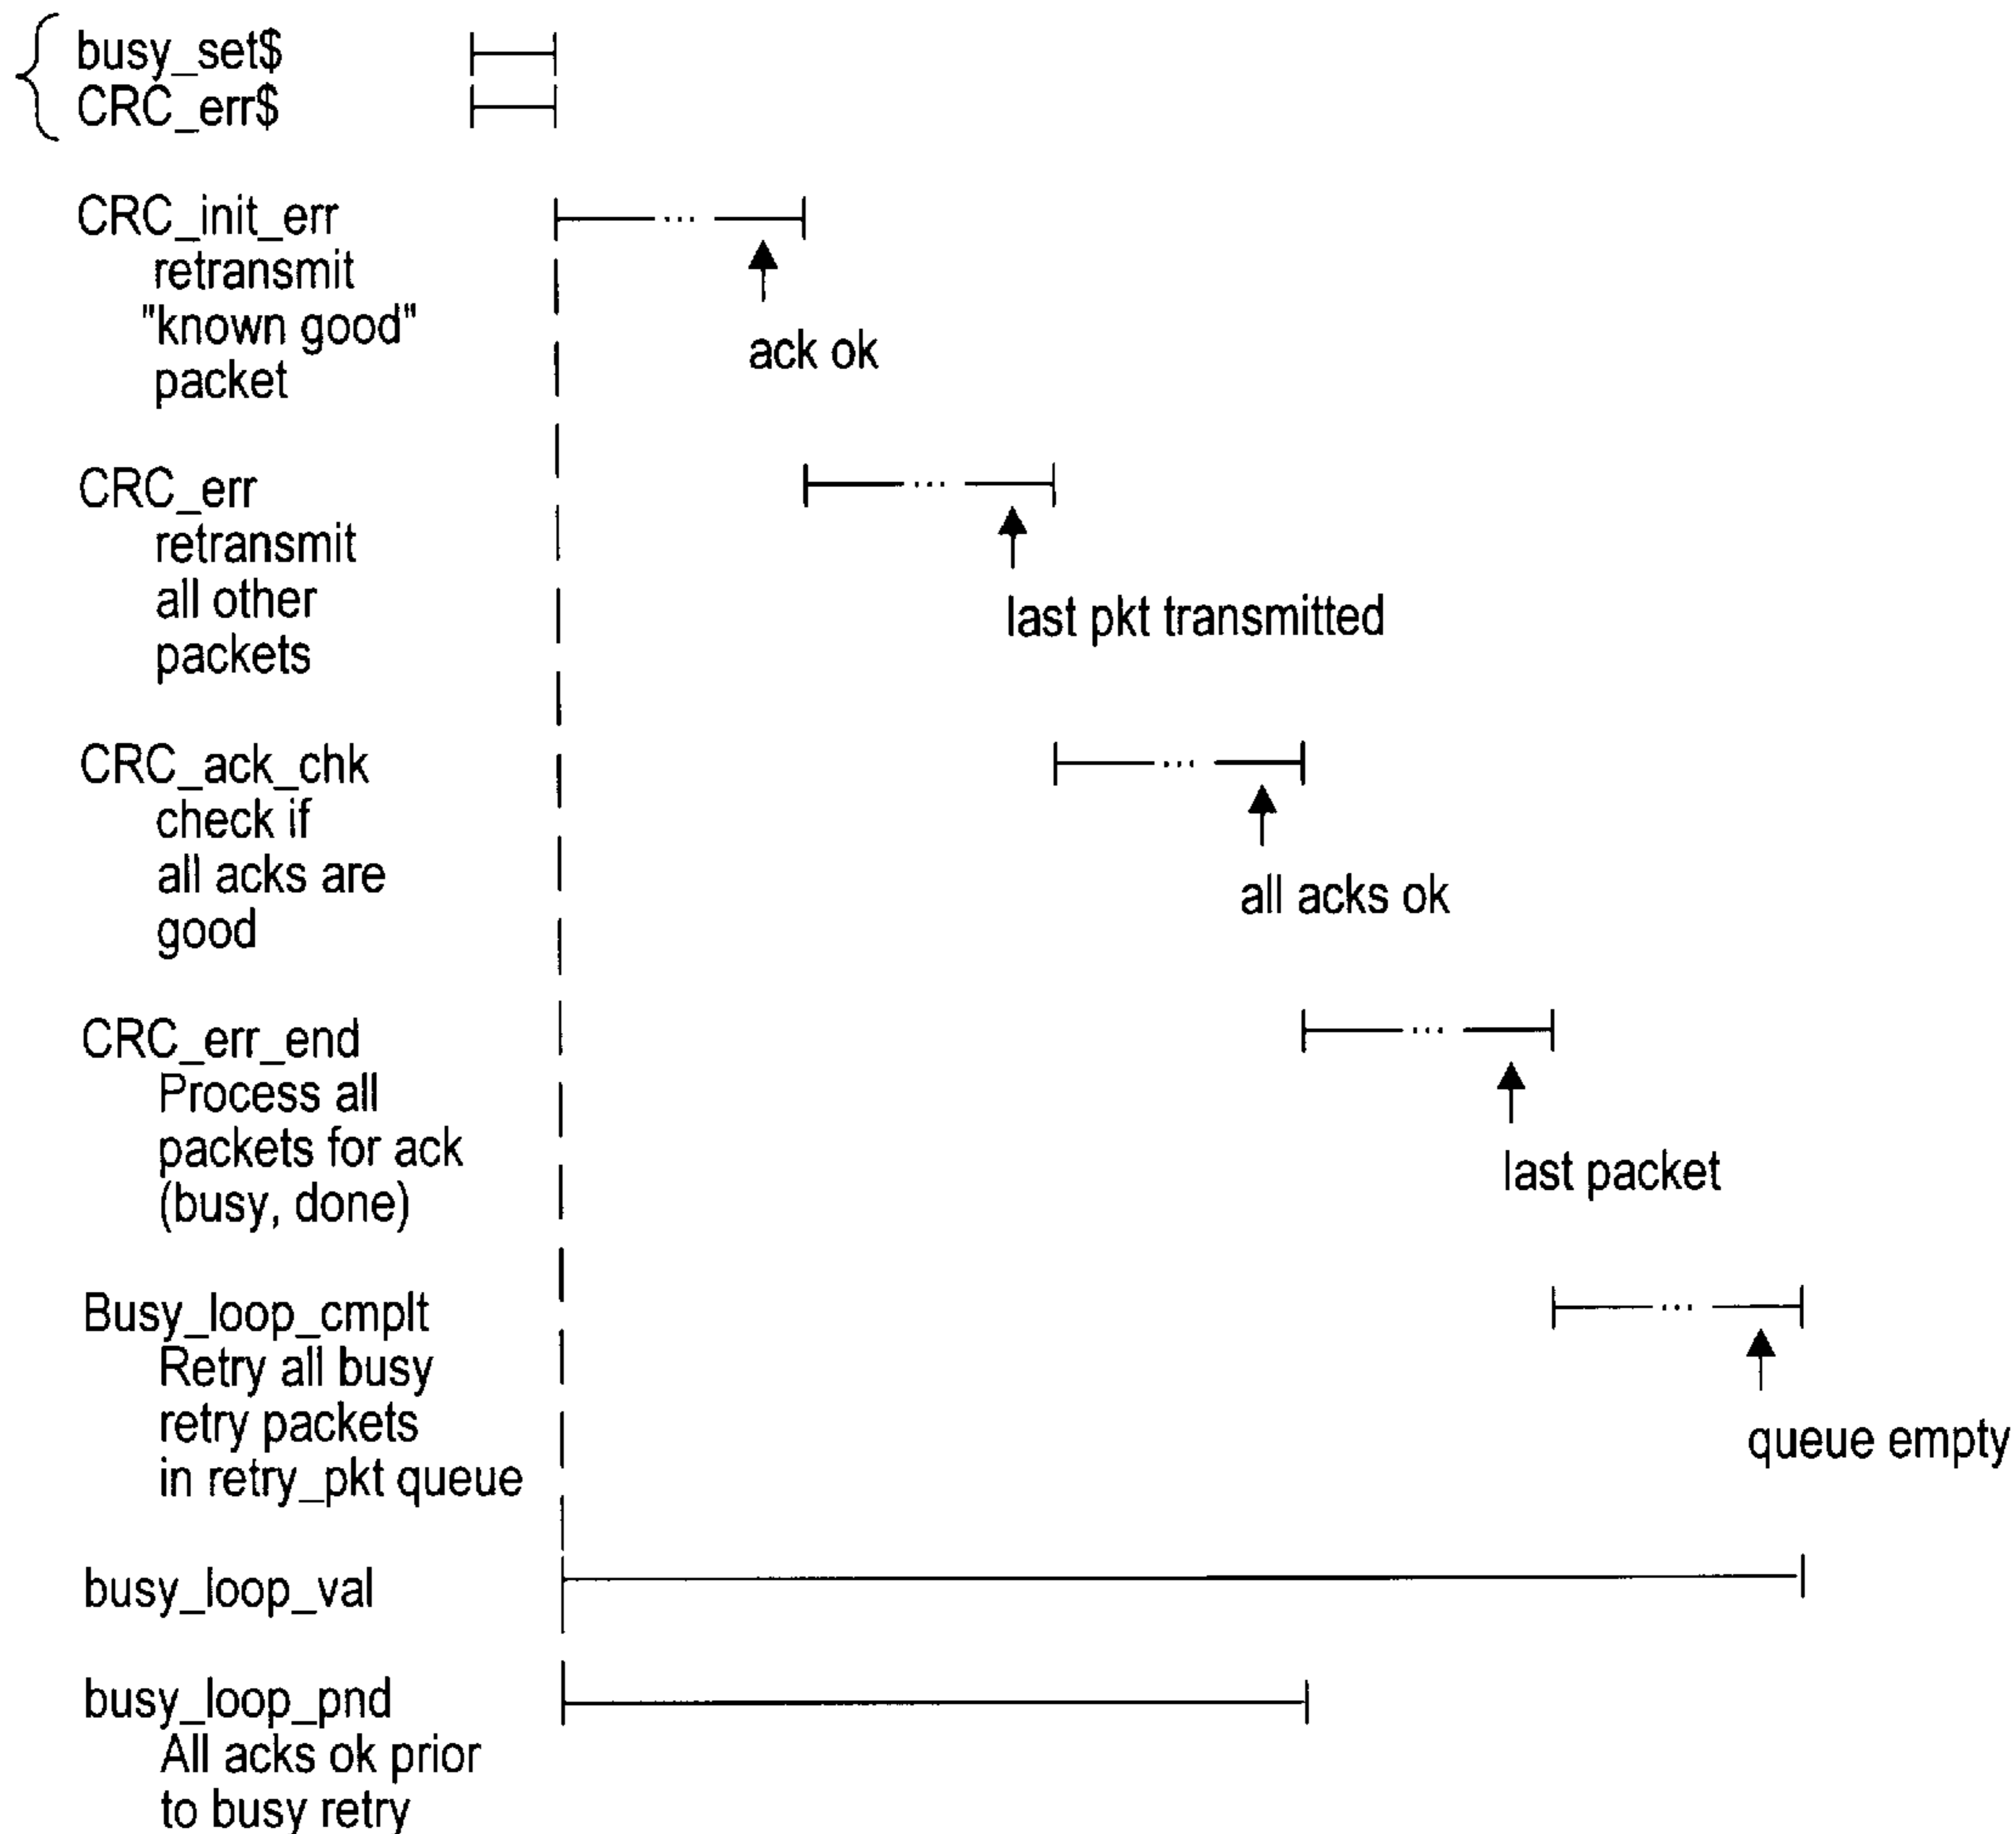 busy_set$
CRC_err$
CRC_init_err
retransmit
"known good"
packet
ack ok
CRC_err
retransmit
all other
packets
last pkt transmitted
CRC_ack_chk
check if
all acks are
good
all acks ok
CRC_err_end
Process all
packets for ack
(busy, done)
last packet
Busy_loop_cmplt
Retry all busy
retry packets
in retry_pkt queue
queue empty
busy_loop_val
busy_loop_pnd
All acks ok prior
to busy retry